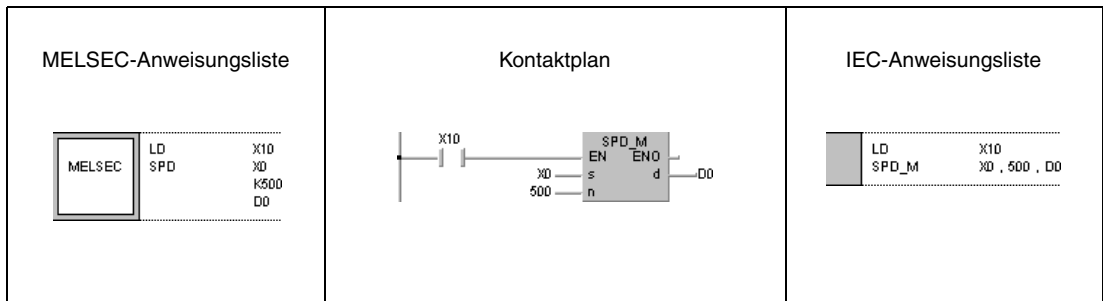 MELSEC-Anweisungsliste
MELSEC
LD X10
SPD X0
K500
D0
Kontaktplan
X10
SPD_M
EN ENO
X0 s d D0
500 n
IEC-Anweisungsliste
LD X10
SPD_M X0 , 500 , D0